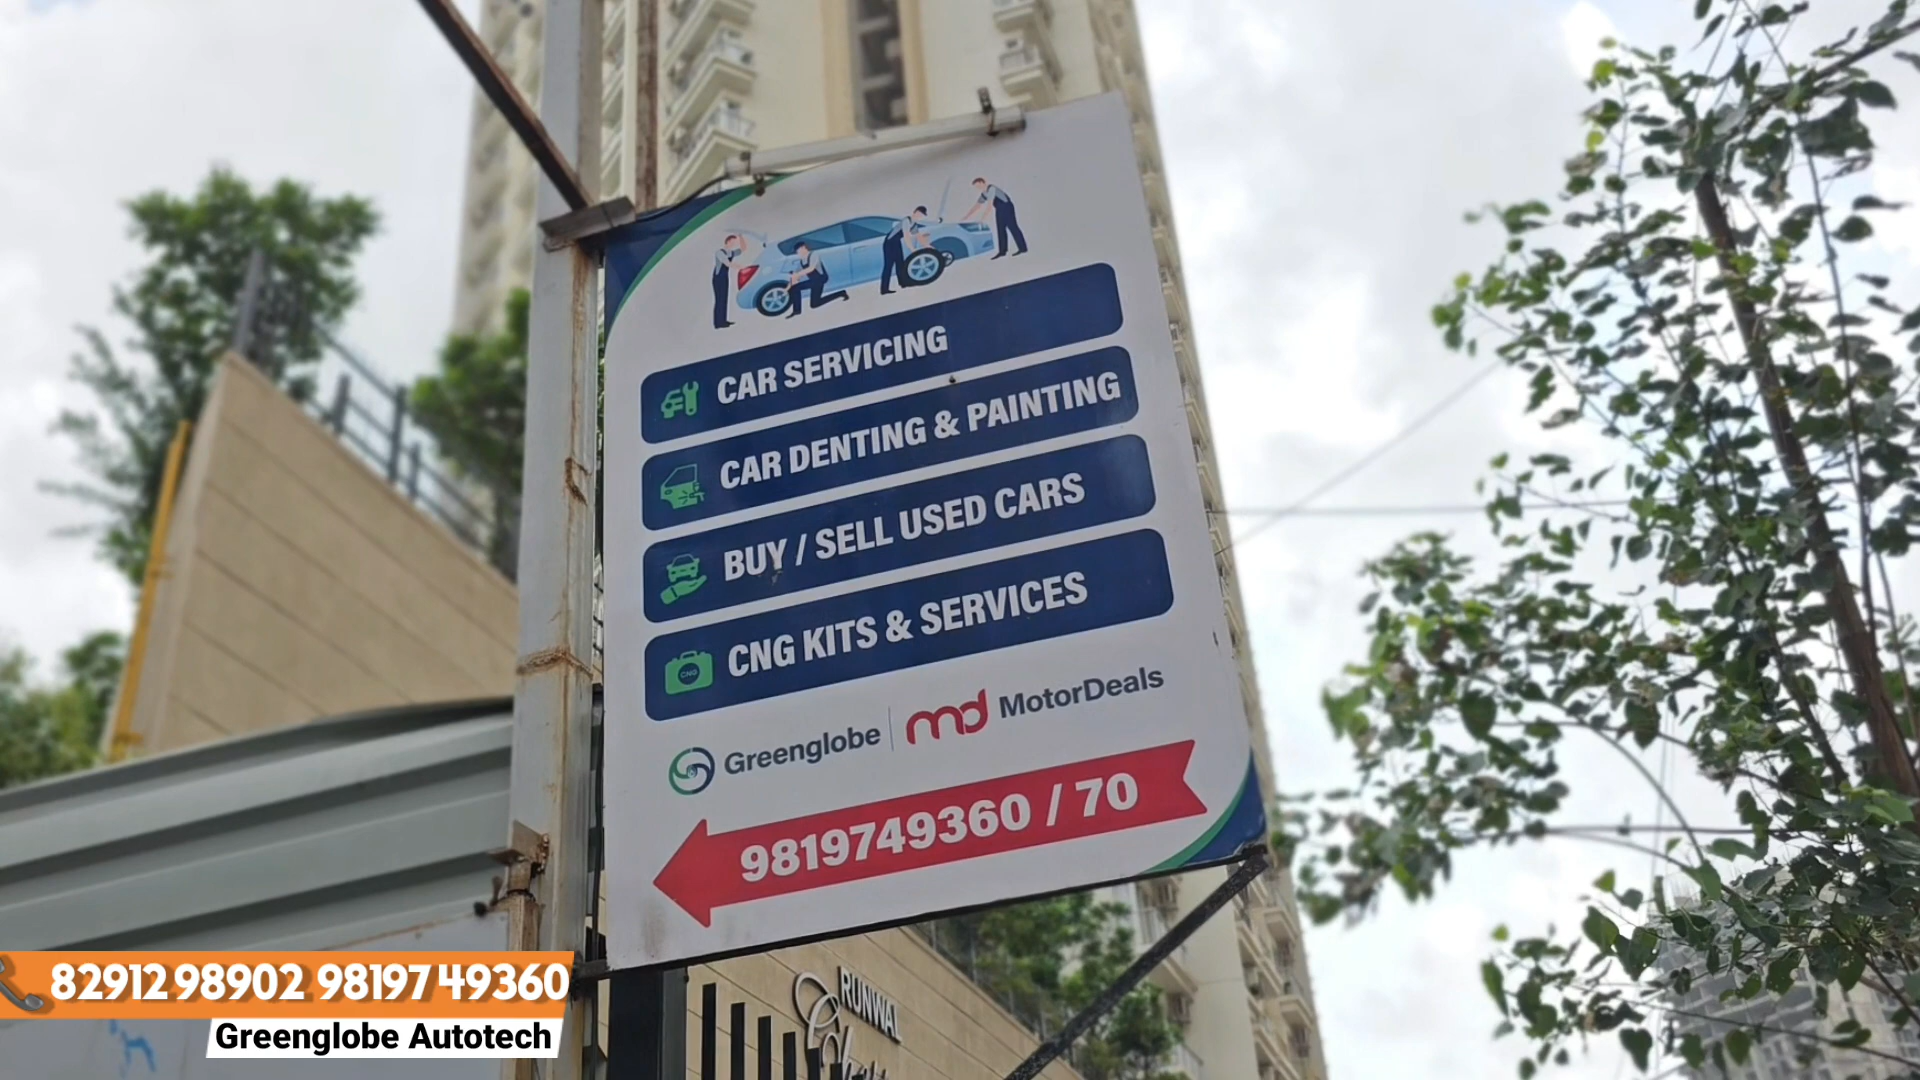 CAR SERVICING
CAR DENTING & PAINTING
BUY / SELL USED CARS
CNG
CNG KITS & SERVICES
Greenglobe | md MotorDeals
9819749360 / 70
RUNWAL
82912 98902 98197 49360
Greenglobe Autotech